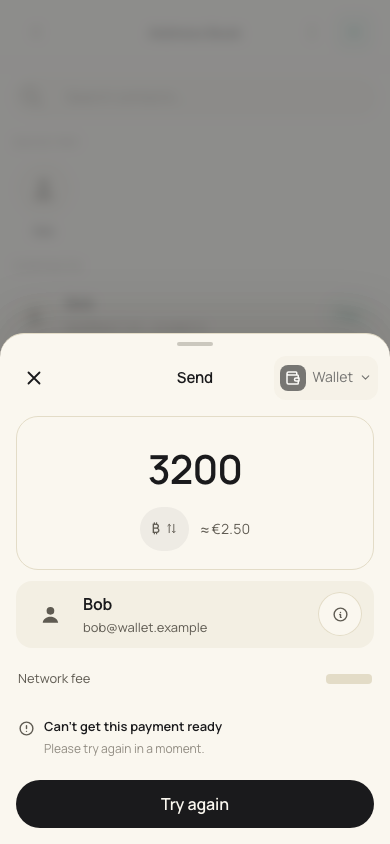 Send
Wallet
3200
₿ ≈ €2.50
Bob
bob@wallet.example
Network fee
Can't get this payment ready
Please try again in a moment.
Try again